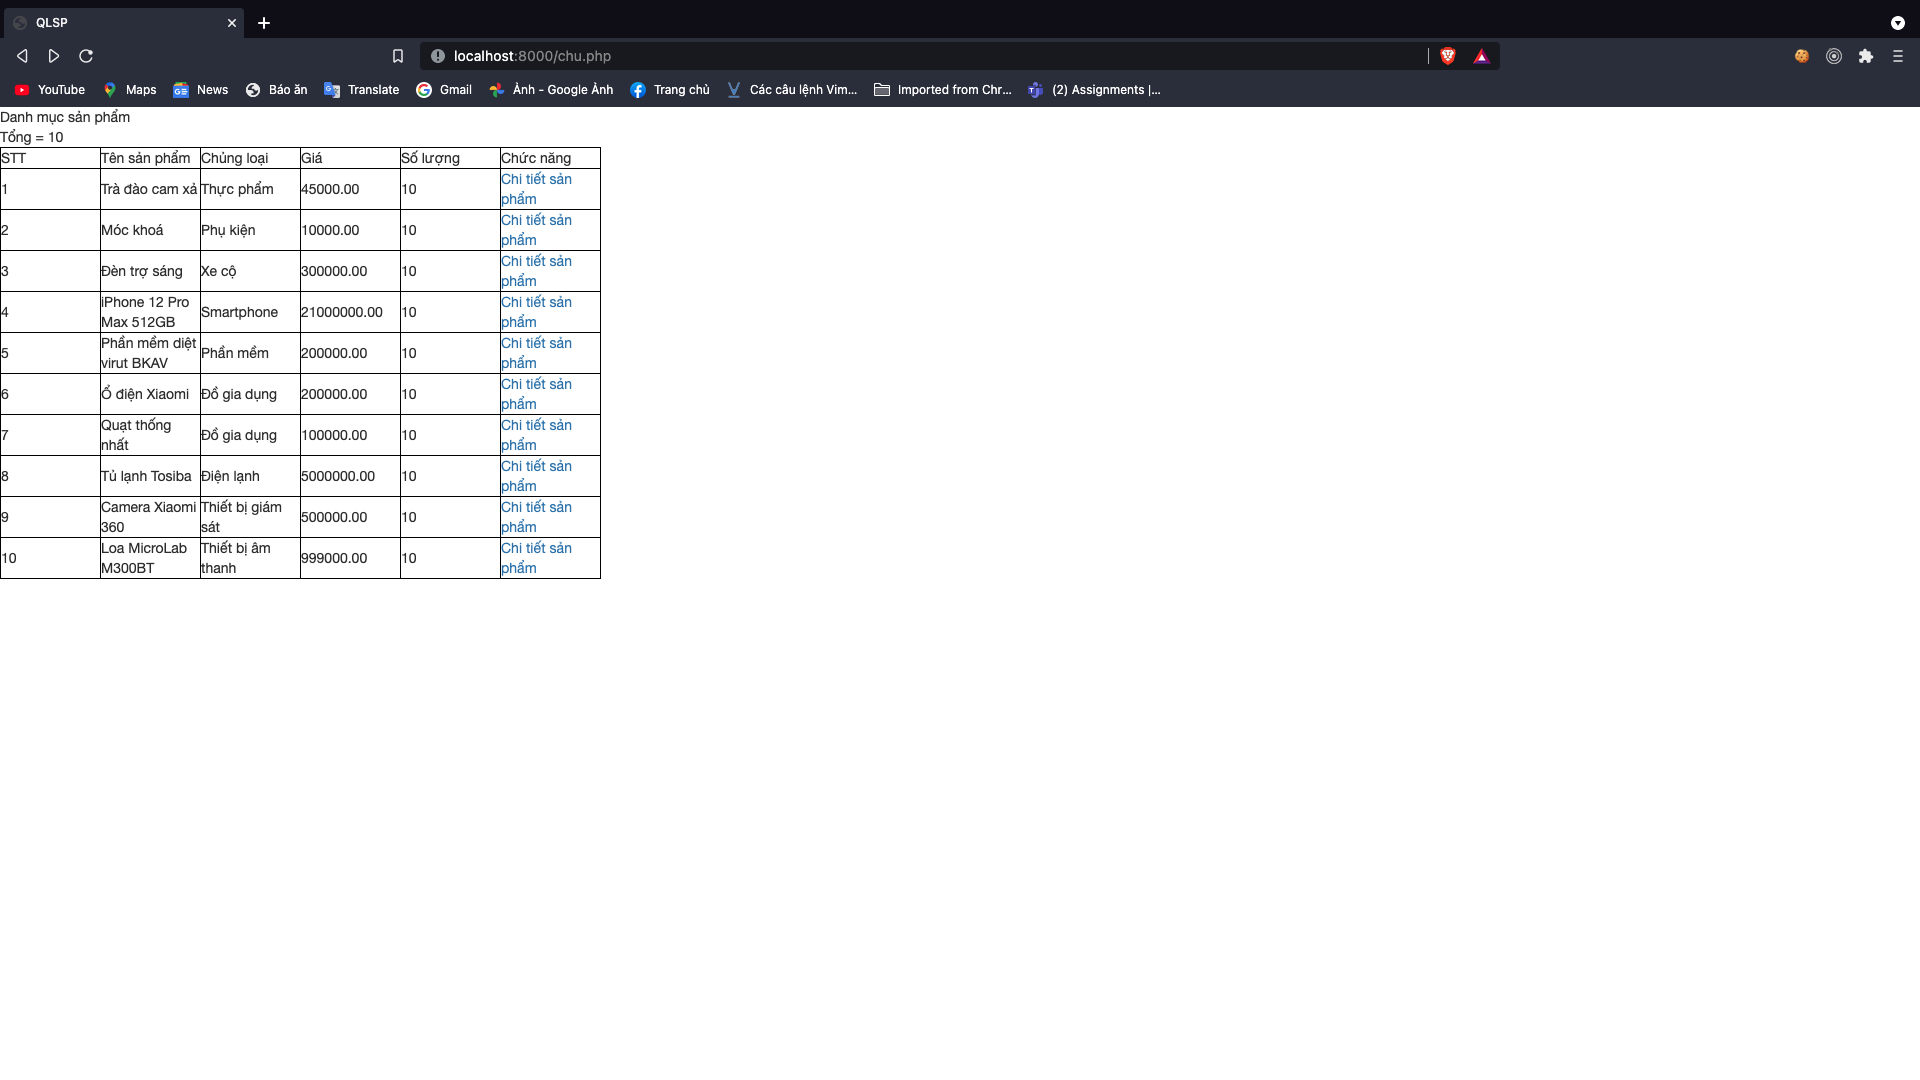 QLSP
localhost:8000/chu.php
YouTube Maps News Báo ăn Translate Gmail Ảnh - Google Ảnh Trang chủ Các câu lệnh Vim... Imported from Chr... (2) Assignments |...
Danh mục sản phẩm
Tổng = 10
STT Tên sản phẩm Chủng loại Giá Số lượng Chức năng
1 Trà đào cam xả Thực phẩm 45000.00 10 Chi tiết sản
phẩm
2 Móc khoá Phụ kiện 10000.00 10 Chi tiết sản
phẩm
3 Đèn trợ sáng Xe cộ 300000.00 10 Chi tiết sản
phẩm
4 iPhone 12 Pro Smartphone 21000000.00 10 Chi tiết sản
Max 512GB phẩm
5 Phần mềm diệt Phần mềm 200000.00 10 Chi tiết sản
virut BKAV phẩm
6 Ổ điện Xiaomi Đồ gia dụng 200000.00 10 Chi tiết sản
phẩm
7 Quạt thống Đồ gia dụng 100000.00 10 Chi tiết sản
nhất phẩm
8 Tủ lạnh Tosiba Điện lạnh 5000000.00 10 Chi tiết sản
phẩm
9 Camera Xiaomi Thiết bị giám 500000.00 10 Chi tiết sản
360 sát phẩm
10 Loa MicroLab Thiết bị âm 999000.00 10 Chi tiết sản
M300BT thanh phẩm